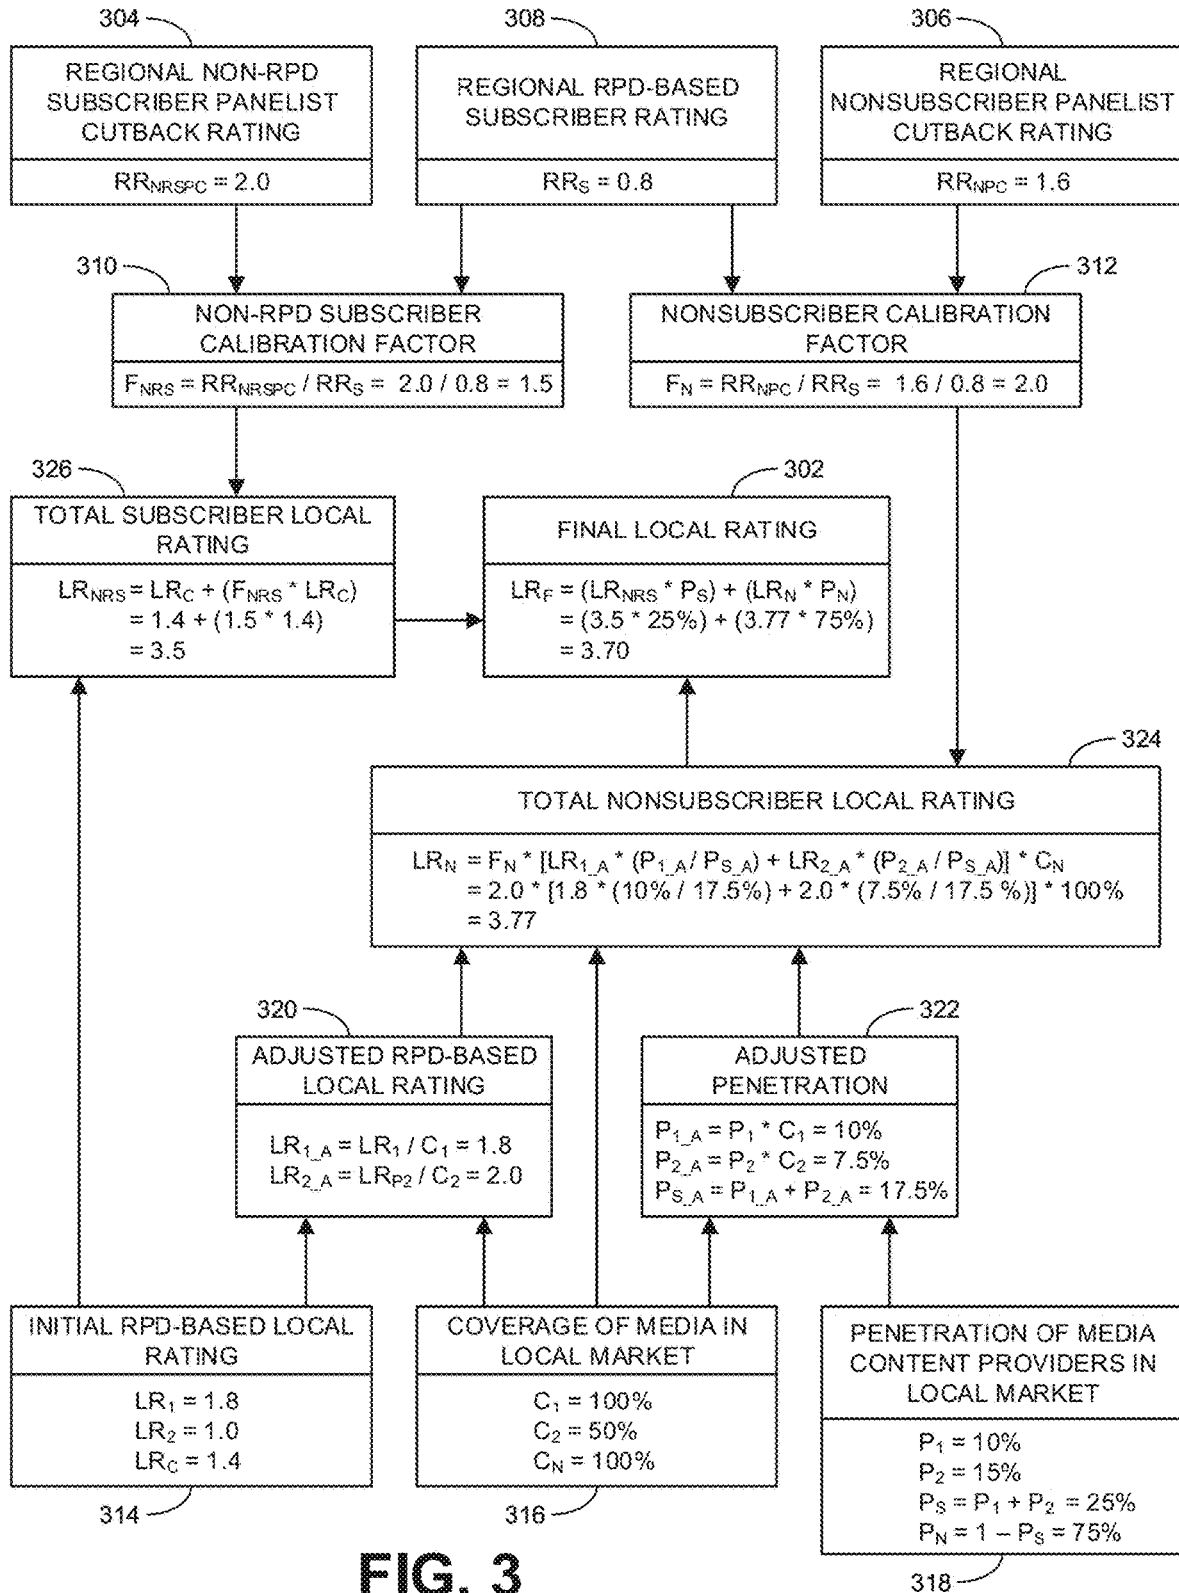 304
308
306
REGIONAL NON-RPD
SUBSCRIBER PANELIST
CUTBACK RATING
RR_NRSPC = 2.0
REGIONAL RPD-BASED
SUBSCRIBER RATING
RR_S = 0.8
REGIONAL
NONSUBSCRIBER PANELIST
CUTBACK RATING
RR_NPC = 1.6
310
312
NON-RPD SUBSCRIBER
CALIBRATION FACTOR
F_NRS = RR_NRSPC / RR_S = 2.0 / 0.8 = 1.5
NONSUBSCRIBER CALIBRATION
FACTOR
F_N = RR_NPC / RR_S = 1.6 / 0.8 = 2.0
326
302
TOTAL SUBSCRIBER LOCAL
RATING
LR_NRS = LR_C + (F_NRS * LR_C)
= 1.4 + (1.5 * 1.4)
= 3.5
FINAL LOCAL RATING
LR_F = (LR_NRS * P_S) + (LR_N * P_N)
= (3.5 * 25%) + (3.77 * 75%)
= 3.70
324
TOTAL NONSUBSCRIBER LOCAL RATING
LR_N = F_N * [LR_1_A * (P_1_A / P_S_A) + LR_2_A * (P_2_A / P_S_A)] * C_N
= 2.0 * [1.8 * (10% / 17.5%) + 2.0 * (7.5% / 17.5 %)] * 100%
= 3.77
320
322
ADJUSTED RPD-BASED
LOCAL RATING
LR_1_A = LR_1 / C_1 = 1.8
LR_2_A = LR_P2 / C_2 = 2.0
ADJUSTED
PENETRATION
P_1_A = P_1 * C_1 = 10%
P_2_A = P_2 * C_2 = 7.5%
P_S_A = P_1_A + P_2_A = 17.5%
INITIAL RPD-BASED LOCAL
RATING
LR_1 = 1.8
LR_2 = 1.0
LR_C = 1.4
314
COVERAGE OF MEDIA IN
LOCAL MARKET
C_1 = 100%
C_2 = 50%
C_N = 100%
316
PENETRATION OF MEDIA
CONTENT PROVIDERS IN
LOCAL MARKET
P_1 = 10%
P_2 = 15%
P_S = P_1 + P_2 = 25%
P_N = 1 – P_S = 75%
318
FIG. 3